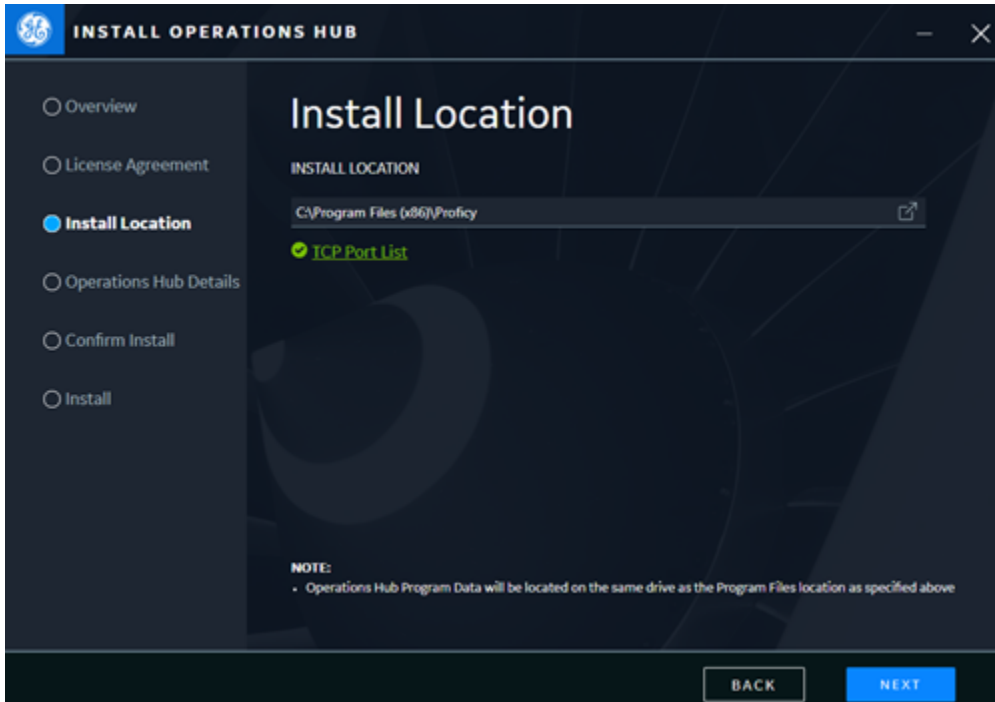 INSTALL OPERATIONS HUB
Overview
License Agreement
Install Location
Operations Hub Details
Confirm Install
Install
Install Location
INSTALL LOCATION
C:\Program Files (x86)\Proficy
TCP Port List
NOTE:
• Operations Hub Program Data will be located on the same drive as the Program Files location as specified above
BACK
NEXT